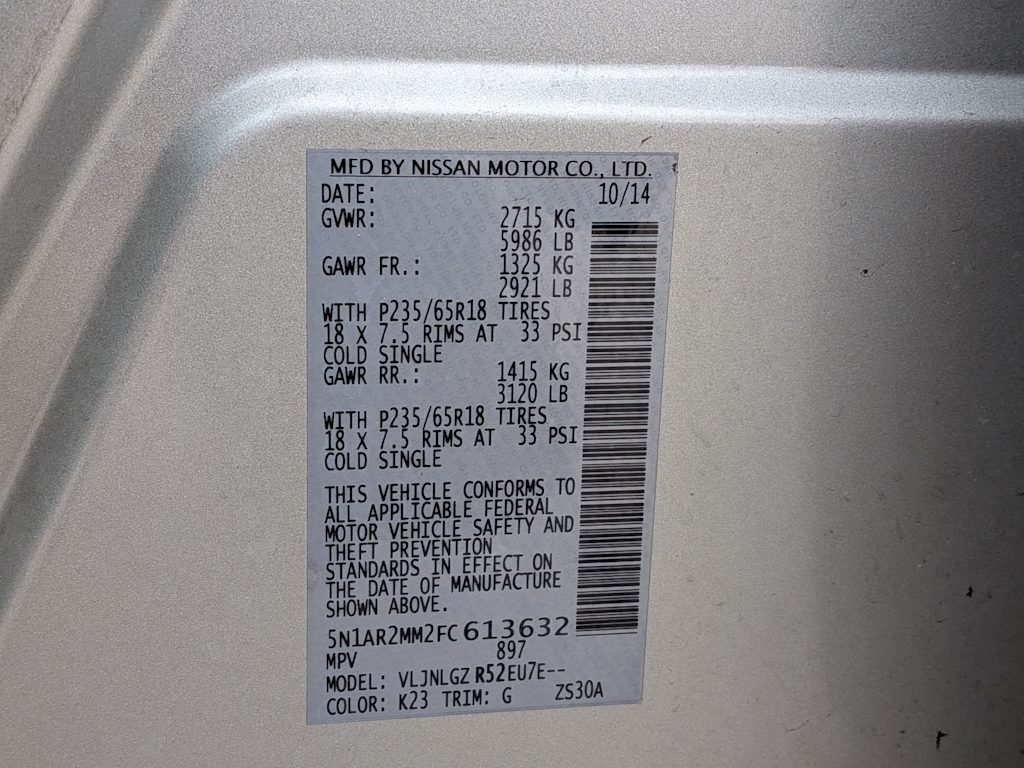 MFD BY NISSAN MOTOR CO., LTD.
DATE: 10/14
GVWR: 2715 KG
5986 LB
GAWR FR.: 1325 KG
2921 LB
WITH P235/65R18 TIRES
18 X 7.5 RIMS AT 33 PSI
COLD SINGLE
GAWR RR.: 1415 KG
3120 LB
WITH P235/65R18 TIRES
18 X 7.5 RIMS AT 33 PSI
COLD SINGLE
THIS VEHICLE CONFORMS TO
ALL APPLICABLE FEDERAL
MOTOR VEHICLE SAFETY AND
THEFT PREVENTION
STANDARDS IN EFFECT ON
THE DATE OF MANUFACTURE
SHOWN ABOVE.
5N1AR2MM2FC613632
MPV 897
MODEL: VLJNLGZ R52EU7E--
COLOR: K23 TRIM: G ZS30A